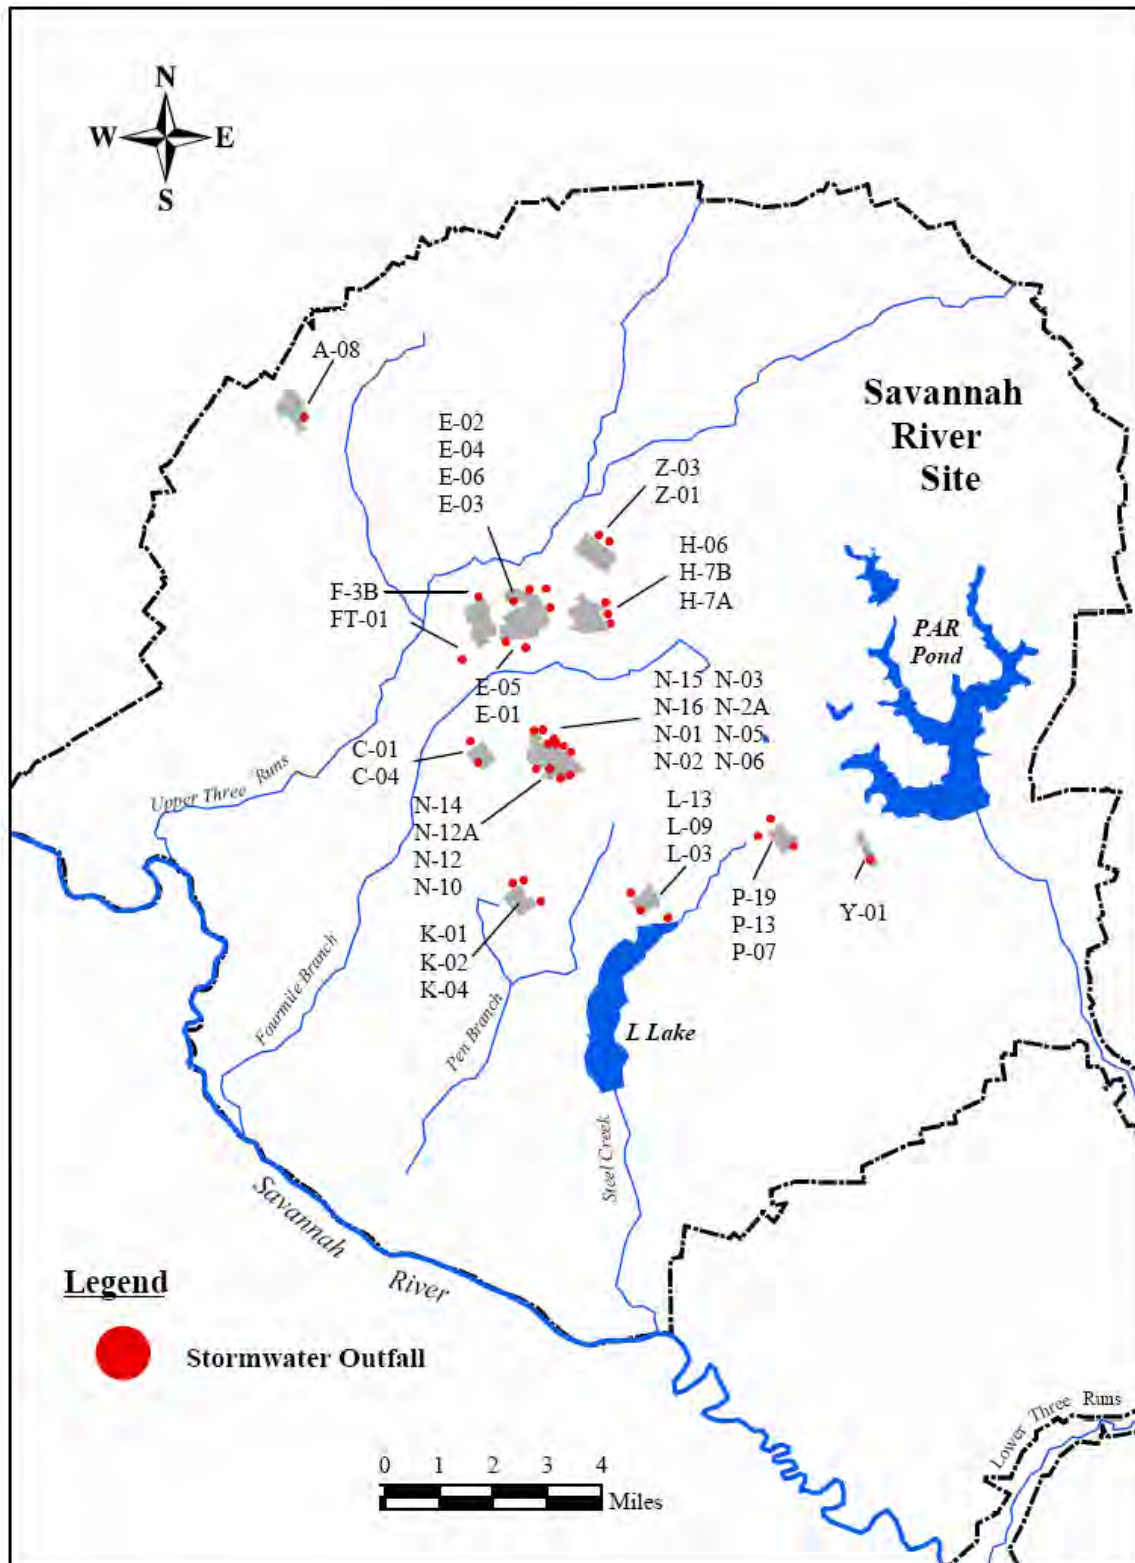 N
W E
S
A-08
Savannah
River
Site
E-02
E-04
E-06
E-03
Z-03
Z-01
H-06
H-7B
H-7A
F-3B
FT-01
PAR
Pond
E-05
E-01
N-15 N-03
N-16 N-2A
N-01 N-05
N-02 N-06
C-01
C-04
Upper Three Runs
N-14
N-12A
N-12
N-10
L-13
L-09
L-03
P-19
P-13
P-07
Y-01
K-01
K-02
K-04
Fourmile Branch
Pen Branch
L Lake
Steel Creek
Savannah River
Legend
Stormwater Outfall
Lower Three Runs
0 1 2 3 4
Miles